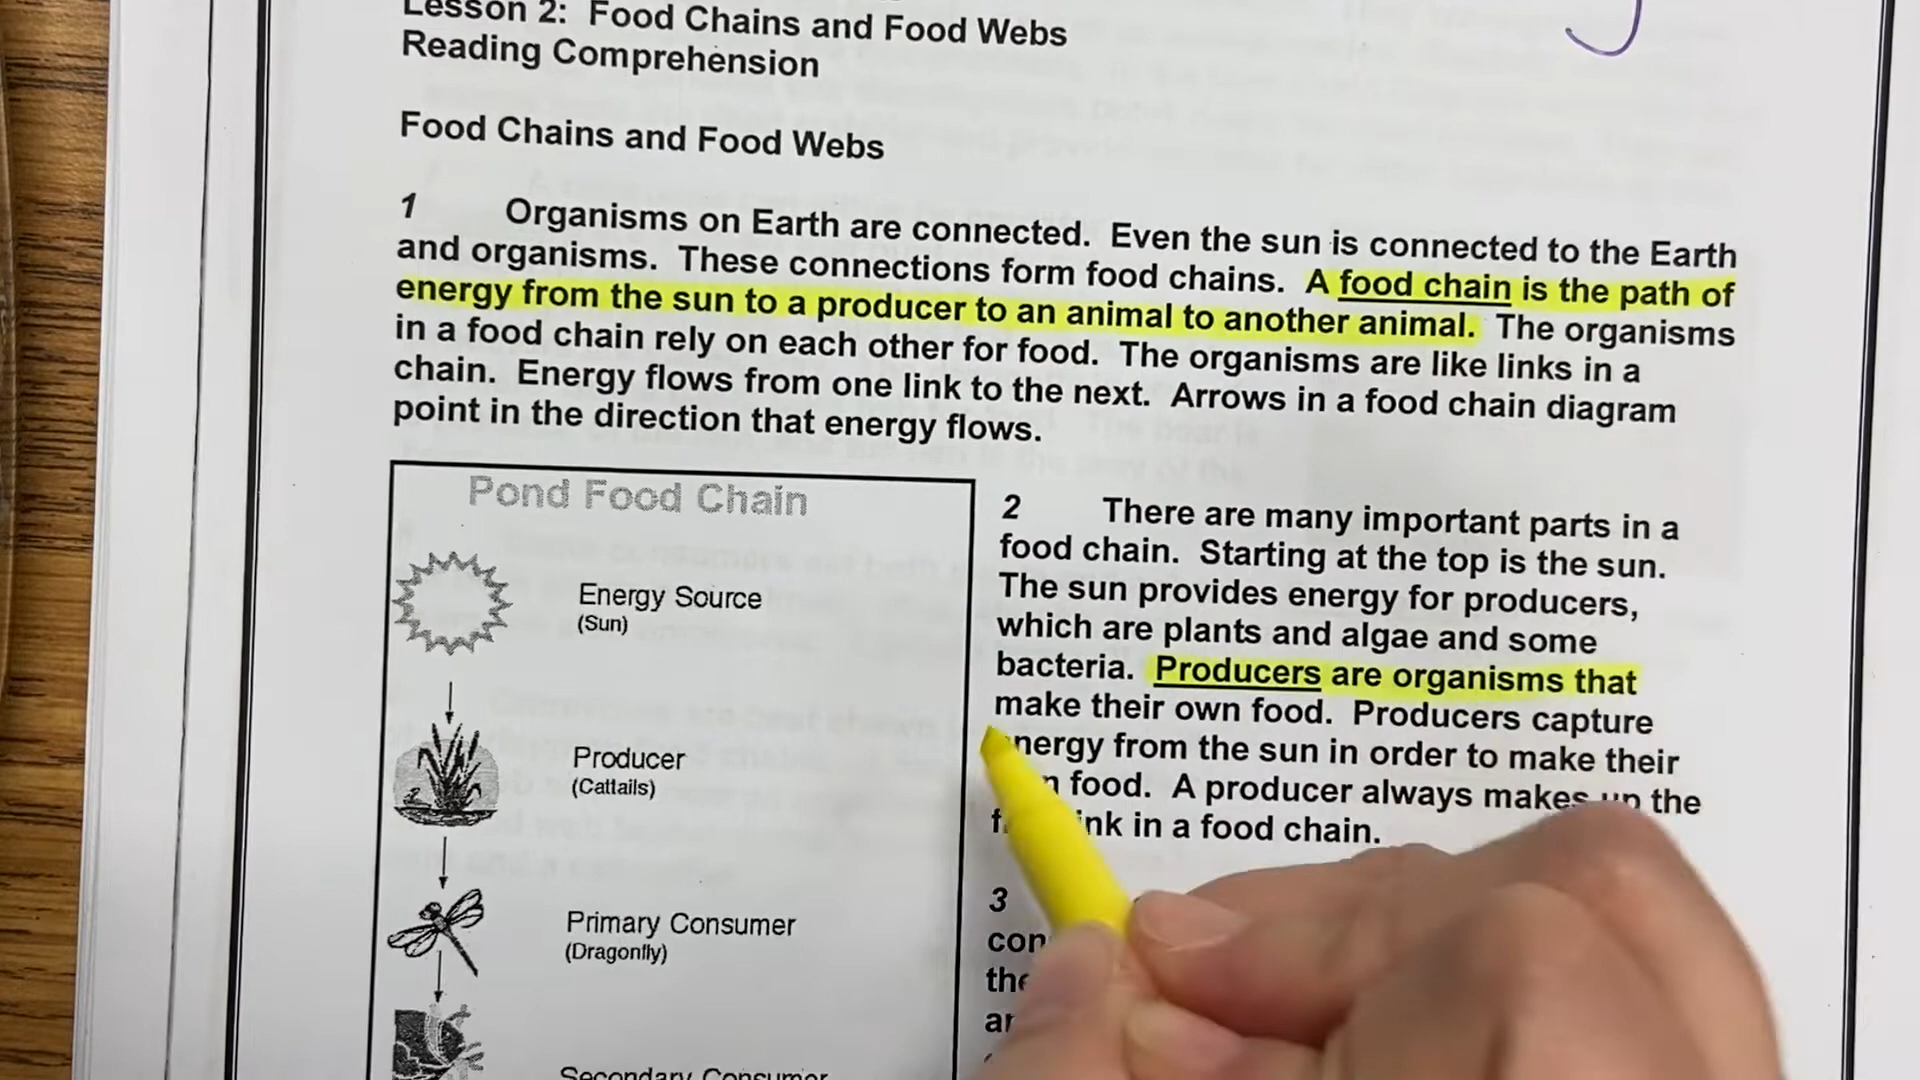 Lesson 2: Food Chains and Food Webs
Reading Comprehension
Food Chains and Food Webs
1 Organisms on Earth are connected. Even the sun is connected to the Earth
and organisms. These connections form food chains. A food chain is the path of
energy from the sun to a producer to an animal to another animal. The organisms
in a food chain rely on each other for food. The organisms are like links in a
chain. Energy flows from one link to the next. Arrows in a food chain diagram
point in the direction that energy flows.
Pond Food Chain
Energy Source
(Sun)
Producer
(Cattails)
Primary Consumer
(Dragonfly)
Secondary Consumer
2 There are many important parts in a
food chain. Starting at the top is the sun.
The sun provides energy for producers,
which are plants and algae and some
bacteria. Producers are organisms that
make their own food. Producers capture
energy from the sun in order to make their
food. A producer always makes up the
in a food chain.
3